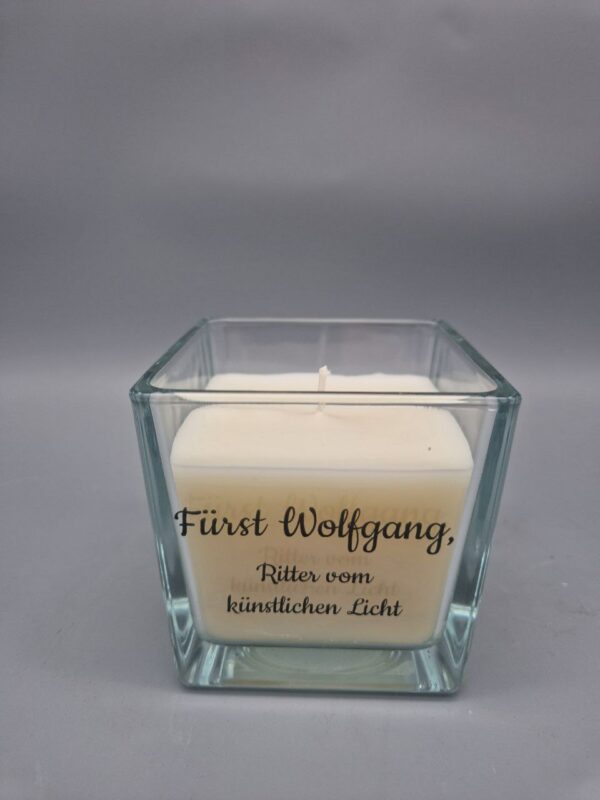 Fürst Wolfgang,
Ritter vom
künstlichen Licht